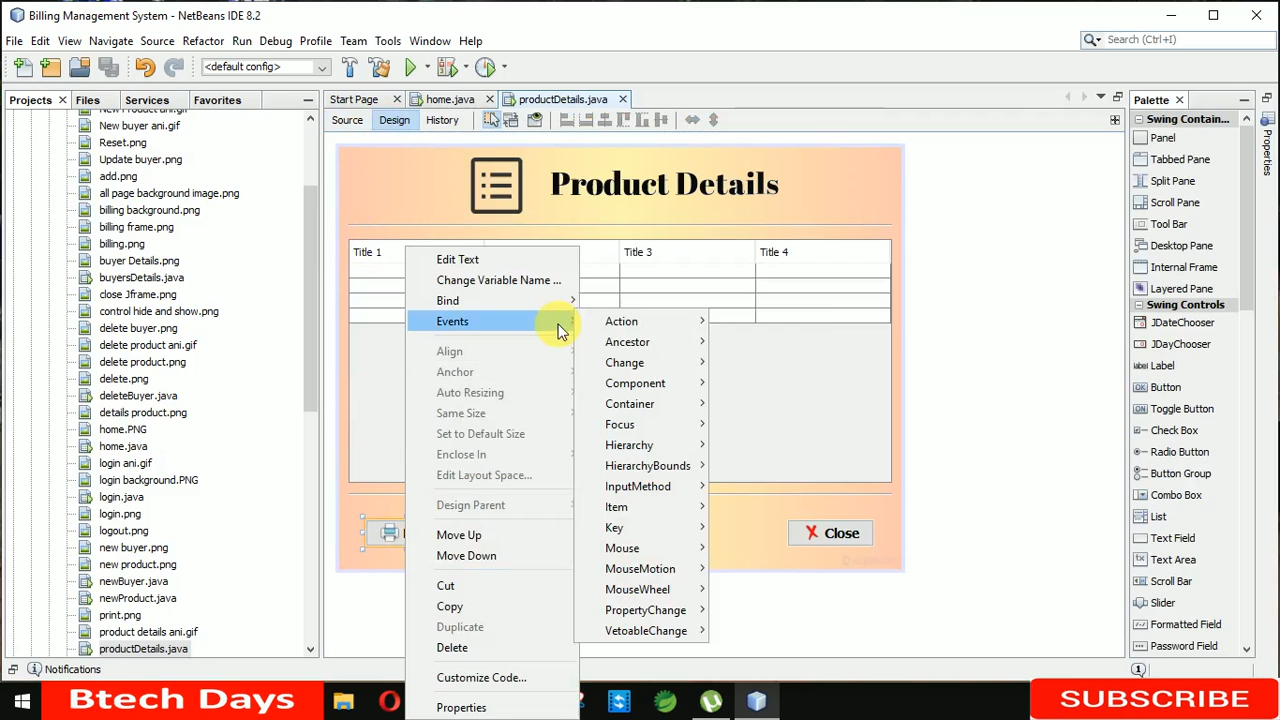 Billing Management System - NetBeans IDE 8.2
File Edit View Navigate Source Refactor Run Debug Profile Team Tools Window Help
Search (Ctrl+I)
<default config>
Projects Files Services Favorites
Start Page home.java productDetails.java
Source Design History
New Product ani.gif
New buyer ani.gif
Reset.png
Update buyer.png
add.png
all page background image.png
billing background.png
billing frame.png
billing.png
buyer Details.png
buyersDetails.java
close Jframe.png
control hide and show.png
delete buyer.png
delete product ani.gif
delete product.png
delete.png
deleteBuyer.java
details product.png
home.PNG
home.java
login ani.gif
login background.PNG
login.java
login.png
logout.png
new buyer.png
new product.png
newBuyer.java
newProduct.java
print.png
product details ani.gif
productDetails.java
Notifications
Product Details
Title 1 Title 3 Title 4
Close
Edit Text
Change Variable Name ...
Bind
Events
Align
Anchor
Auto Resizing
Same Size
Set to Default Size
Enclose In
Edit Layout Space...
Design Parent
Move Up
Move Down
Cut
Copy
Duplicate
Delete
Customize Code...
Properties
Action
Ancestor
Change
Component
Container
Focus
Hierarchy
HierarchyBounds
InputMethod
Item
Key
Mouse
MouseMotion
MouseWheel
PropertyChange
VetoableChange
Palette
Swing Contain...
Panel
Tabbed Pane
Split Pane
Scroll Pane
Tool Bar
Desktop Pane
Internal Frame
Layered Pane
Swing Controls
JDateChooser
JDayChooser
Label
Button
Toggle Button
Check Box
Radio Button
Button Group
Combo Box
List
Text Field
Text Area
Scroll Bar
Slider
Formatted Field
Password Field
Properties
Btech Days
SUBSCRIBE